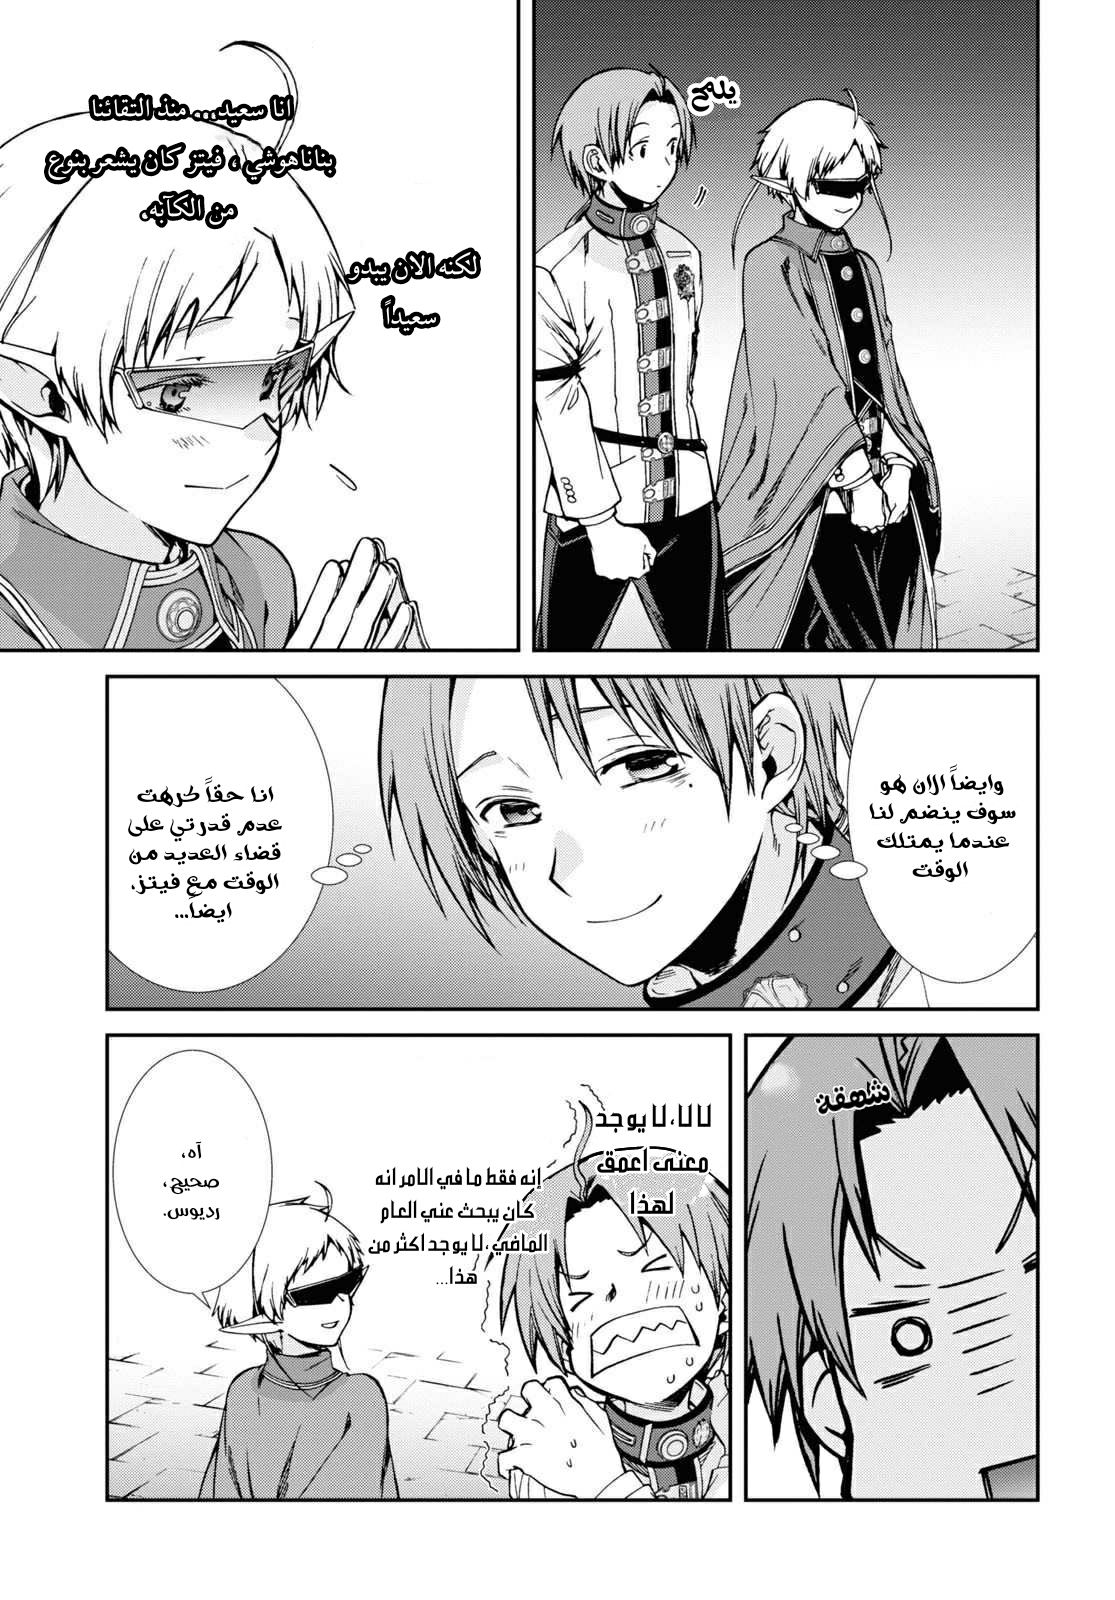 يلمح
انا سعيد... منذ التقائنا
بناناهوشي ، فيتز كان يشعر بنوع
من الكآبه.
لكنه الان يبدو
سعيداً
وايضاً الان هو
سوف ينضم لنا
عندما يمتلك
الوقت
انا حقاً كرهت
عدم قدرتي على
قضاء العديد من
الوقت مع فيتز،
ايضاً...
شهقة
لا لا، لا يوجد
معنى اعمق
لهذا
إنه فقط ما في الامر انه
كان يبحث عني العام
الماضي ،لا يوجد اكثر من
هذا...
آه،
صحيح،
رديوس.